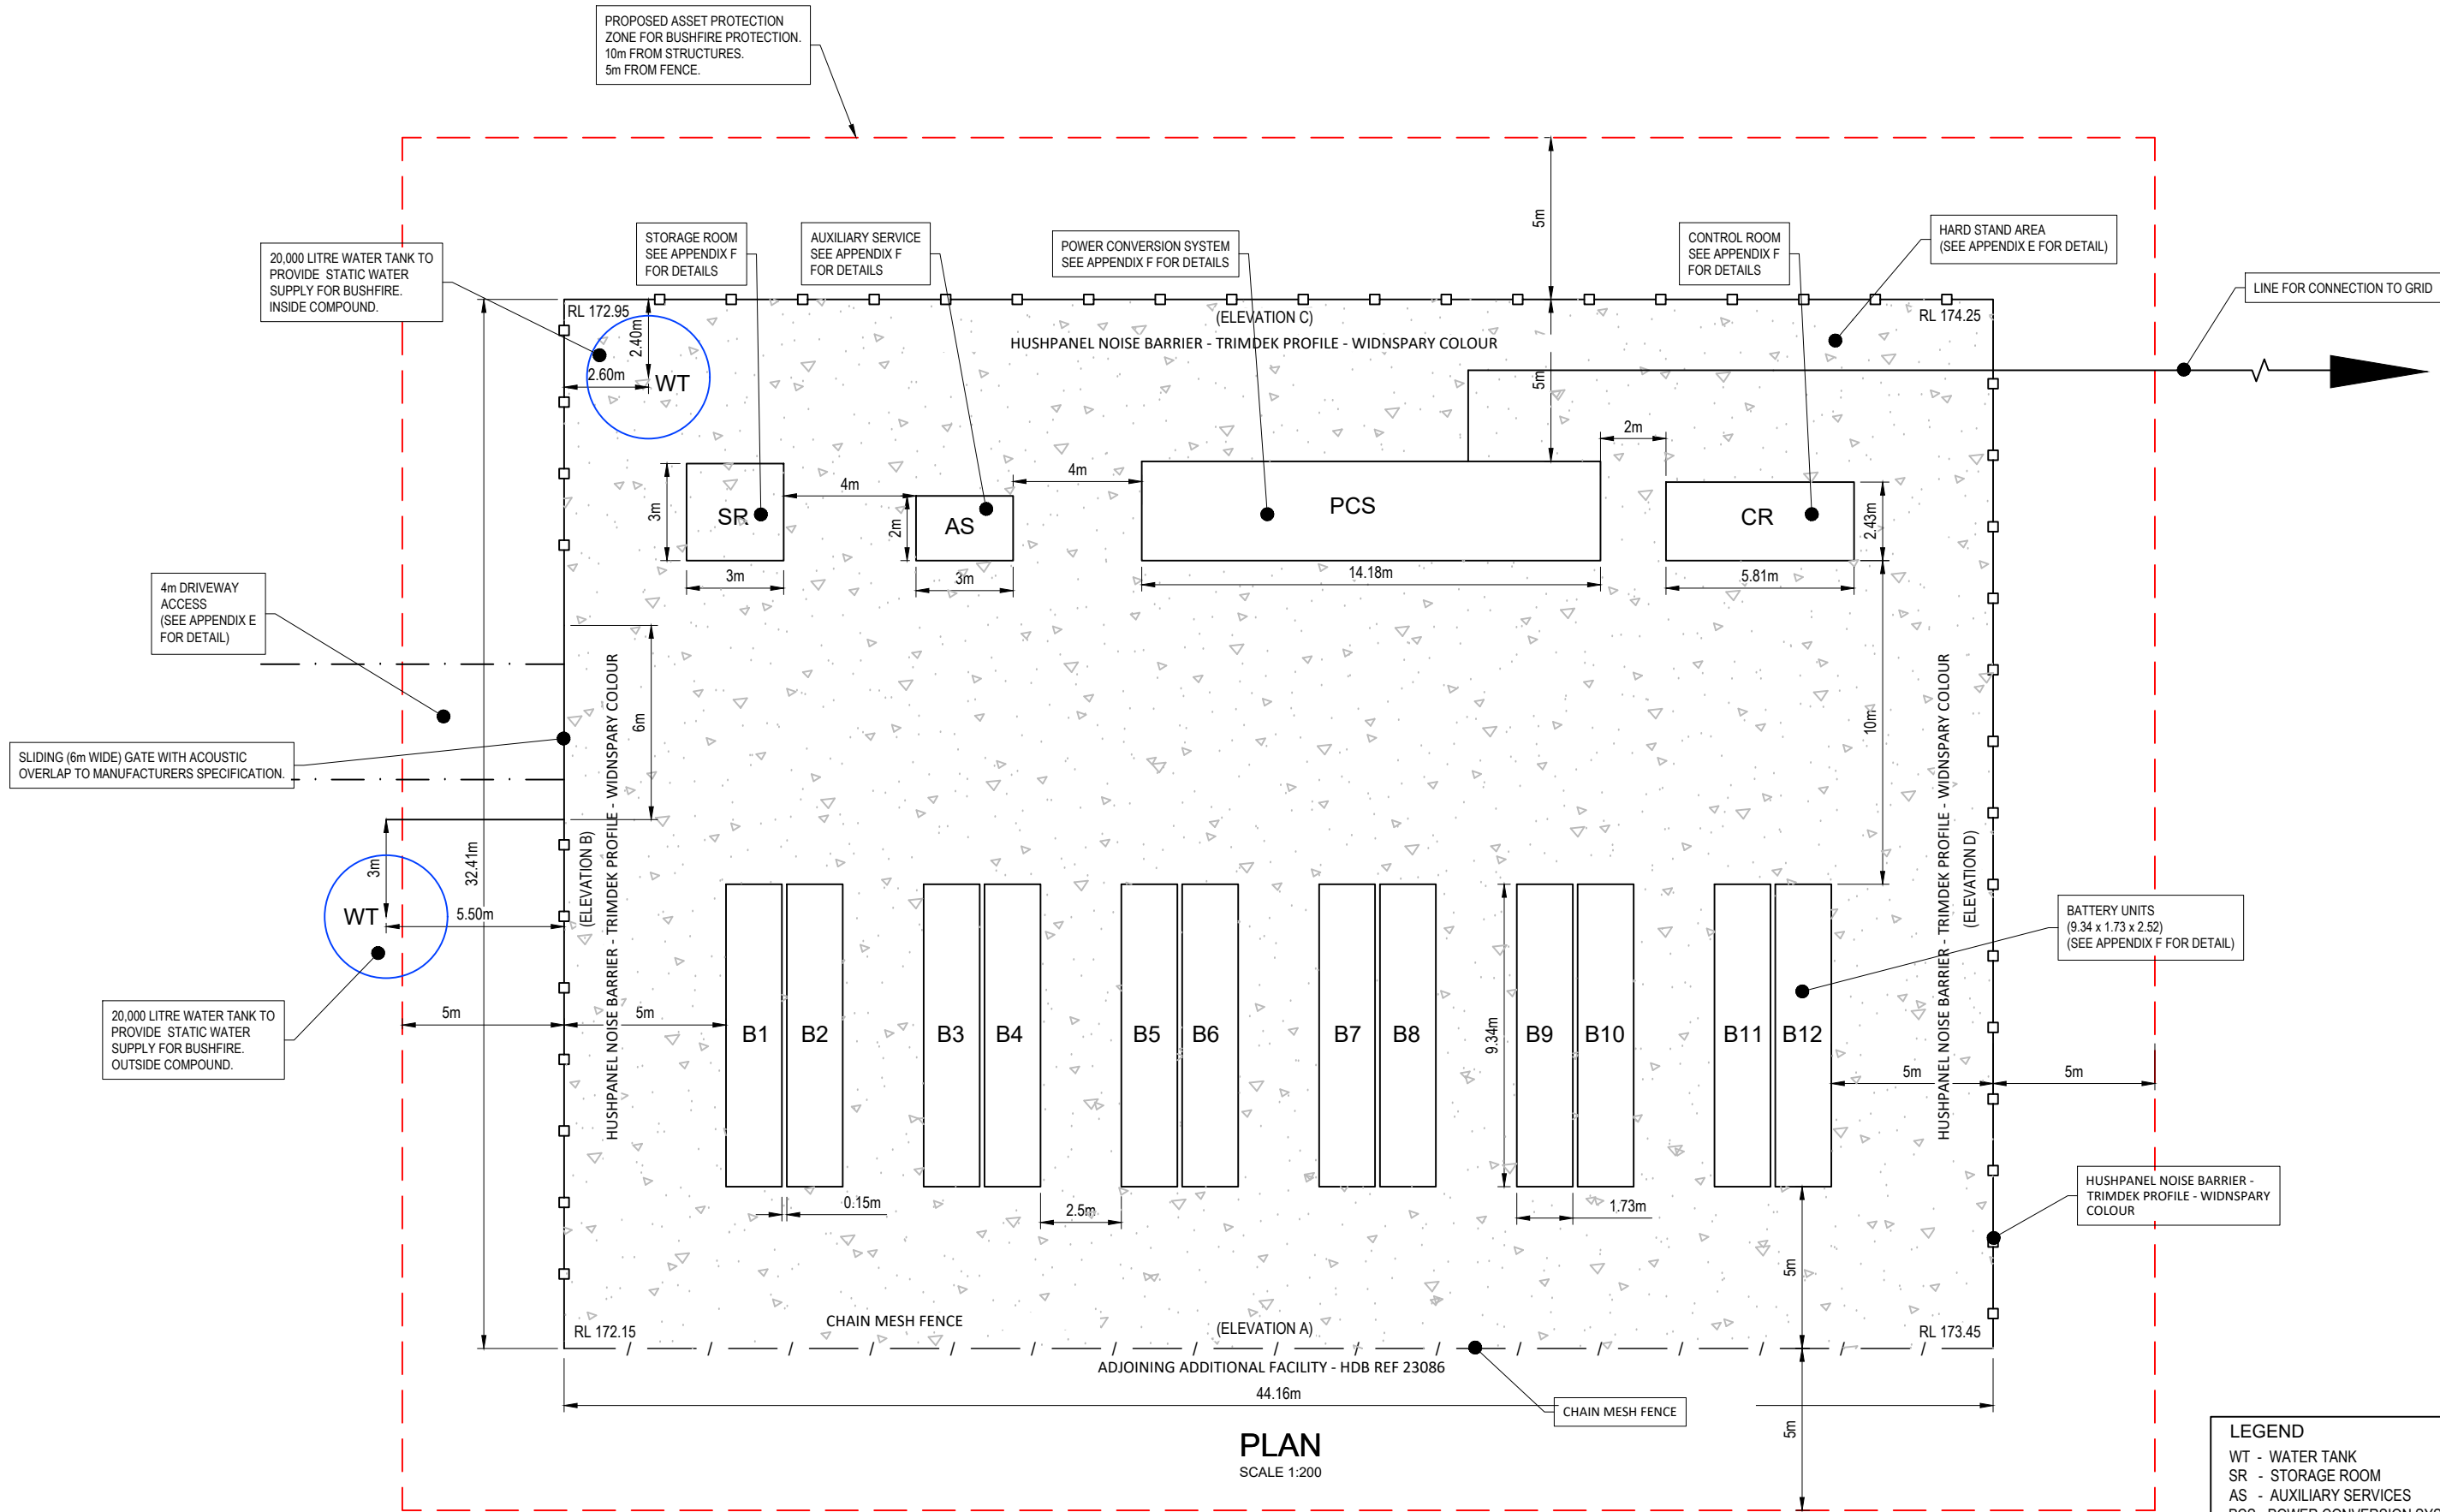 PROPOSED ASSET PROTECTION
ZONE FOR BUSHFIRE PROTECTION.
10m FROM STRUCTURES.
5m FROM FENCE.
20,000 LITRE WATER TANK TO
PROVIDE STATIC WATER
SUPPLY FOR BUSHFIRE.
INSIDE COMPOUND.
STORAGE ROOM
SEE APPENDIX F
FOR DETAILS
AUXILIARY SERVICE
SEE APPENDIX F
FOR DETAILS
POWER CONVERSION SYSTEM
SEE APPENDIX F FOR DETAILS
5m
CONTROL ROOM
SEE APPENDIX F
FOR DETAILS
HARD STAND AREA
(SEE APPENDIX E FOR DETAIL)
LINE FOR CONNECTION TO GRID
RL 172.95
(ELEVATION C)
RL 174.25
HUSHPANEL NOISE BARRIER - TRIMDEK PROFILE - WIDNSPARY COLOUR
2.40m
2.60m
WT
5m
2m
4m
4m
3m
SR
2m
AS
PCS
CR
2.43m
3m
3m
14.18m
5.81m
4m DRIVEWAY
ACCESS
(SEE APPENDIX E
FOR DETAIL)
SLIDING (6m WIDE) GATE WITH ACOUSTIC
OVERLAP TO MANUFACTURERS SPECIFICATION.
6m
10m
HUSHPANEL NOISE BARRIER - TRIMDEK PROFILE - WIDNSPARY COLOUR
(ELEVATION B)
HUSHPANEL NOISE BARRIER - TRIMDEK PROFILE - WIDNSPARY COLOUR
(ELEVATION D)
3m
32.41m
WT
5.50m
BATTERY UNITS
(9.34 x 1.73 x 2.52)
(SEE APPENDIX F FOR DETAIL)
20,000 LITRE WATER TANK TO
PROVIDE STATIC WATER
SUPPLY FOR BUSHFIRE.
OUTSIDE COMPOUND.
5m
5m
B1
B2
B3
B4
B5
B6
B7
B8
9.34m
B9
B10
B11
B12
5m
5m
0.15m
2.5m
1.73m
HUSHPANEL NOISE BARRIER -
TRIMDEK PROFILE - WIDNSPARY
COLOUR
5m
RL 172.15
CHAIN MESH FENCE
(ELEVATION A)
RL 173.45
ADJOINING ADDITIONAL FACILITY - HDB REF 23086
44.16m
CHAIN MESH FENCE
5m
PLAN
SCALE 1:200
LEGEND
WT - WATER TANK
SR - STORAGE ROOM
AS - AUXILIARY SERVICES